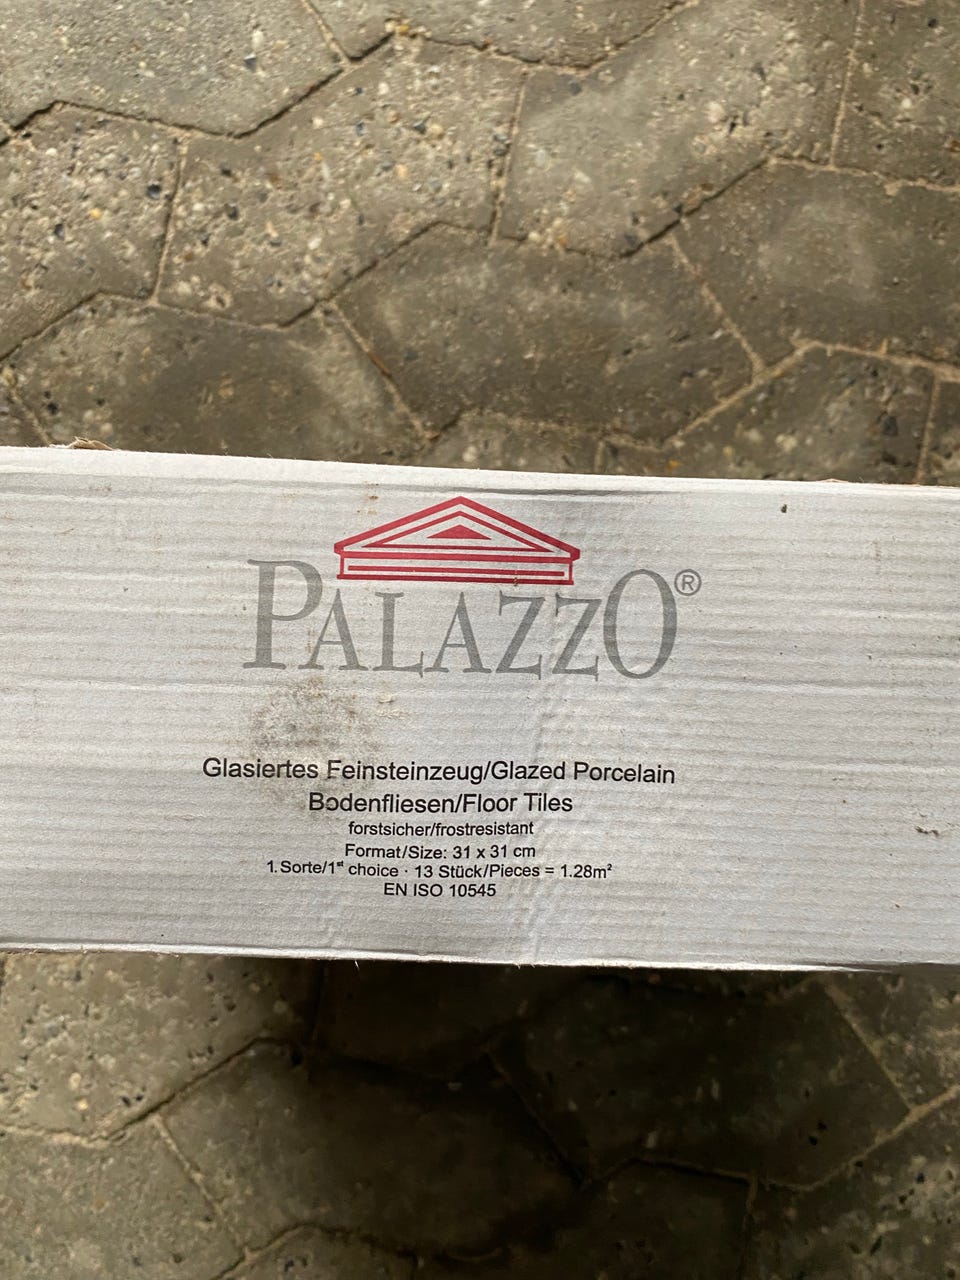 PALAZZO®
Glasiertes Feinsteinzeug/Glazed Porcelain
Bodenfliesen/Floor Tiles
forstsicher/frostresistant
Format/Size: 31 x 31 cm
1. Sorte/1st choice · 13 Stück/Pieces = 1.28m²
EN ISO 10545